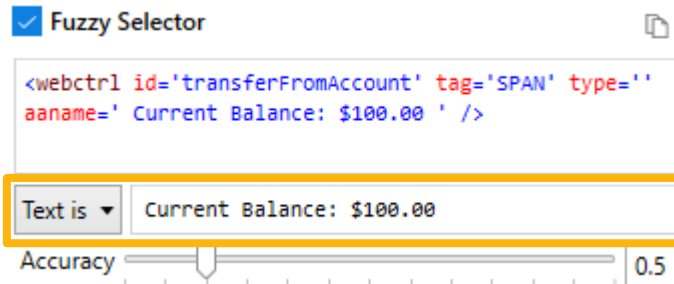 Fuzzy Selector
<webctrl id='transferFromAccount' tag='SPAN' type=''
aaname=' Current Balance: $100.00 ' />
Text is Current Balance: $100.00
Accuracy 0.5